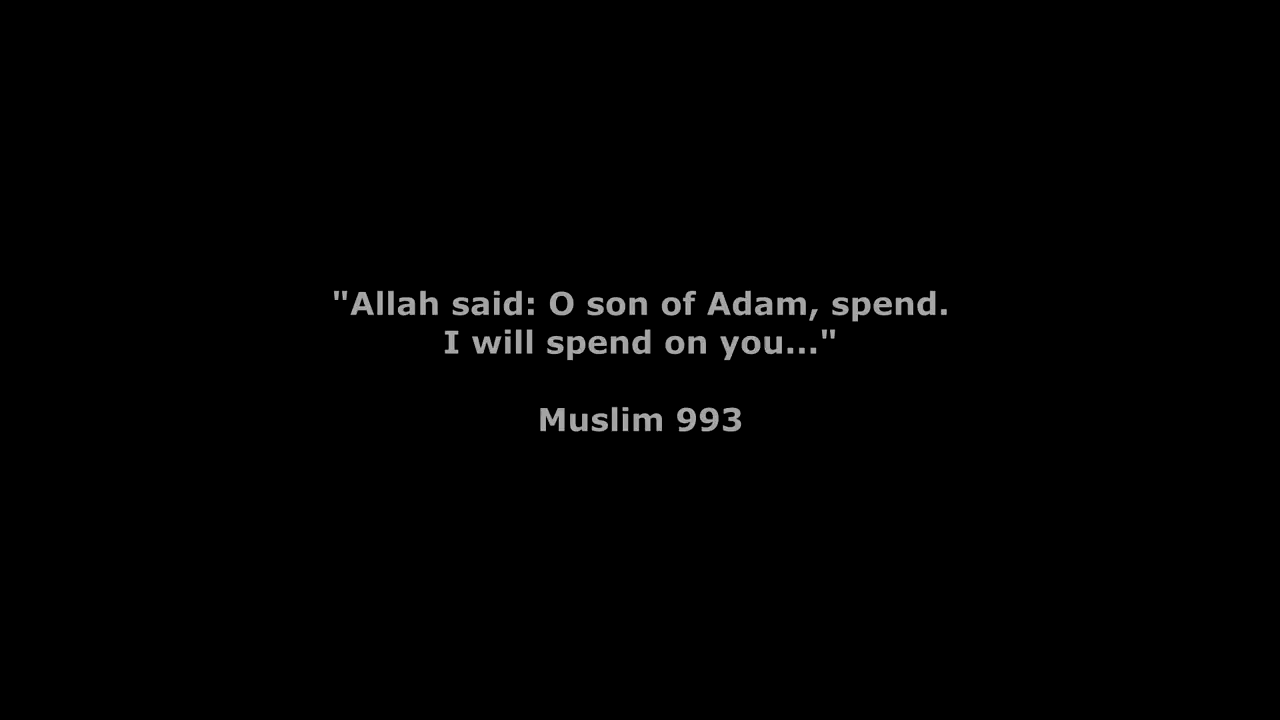 "Allah said: O son of Adam, spend.
I will spend on you..."
Muslim 993